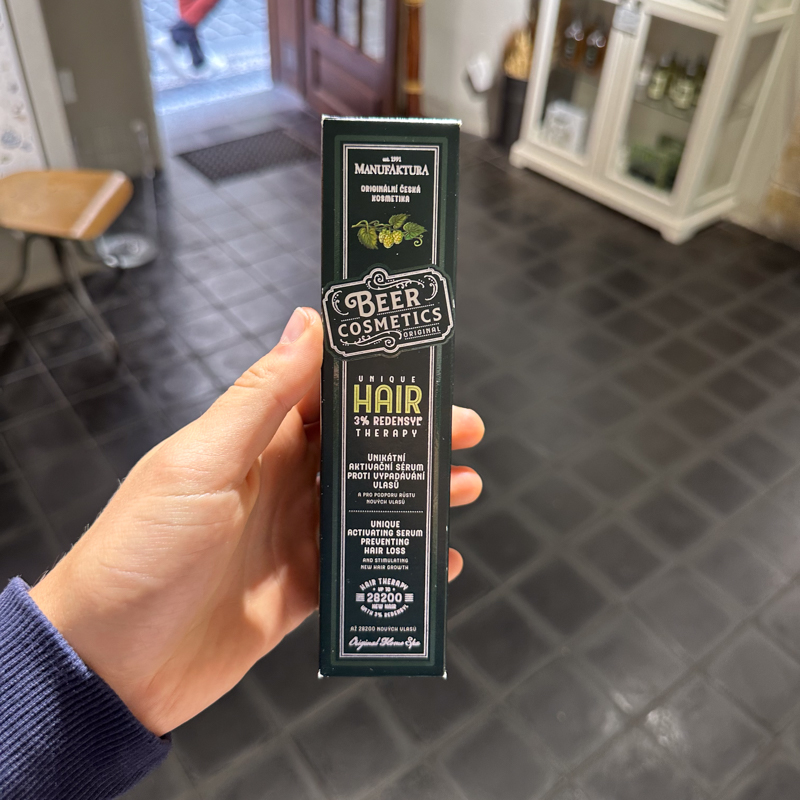 est. 1991
MANUFAKTURA
ORIGINÁLNÍ ČESKÁ
KOSMETIKA
BEER
COSMETICS
ORIGINAL
UNIQUE
HAIR
3% REDENSYL®
THERAPY
UNIKÁTNÍ
AKTIVAČNÍ SÉRUM
PROTI VYPADÁVÁNÍ
VLASŮ
A PRO PODPORU RŮSTU
NOVÝCH VLASŮ
UNIQUE
ACTIVATING SERUM
PREVENTING
HAIR LOSS
AND STIMULATING
NEW HAIR GROWTH
HAIR THERAPY
UP TO
28200
NEW HAIR
WITH 3% REDENSYL
AŽ 28200 NOVÝCH VLASŮ
Original Home Spa